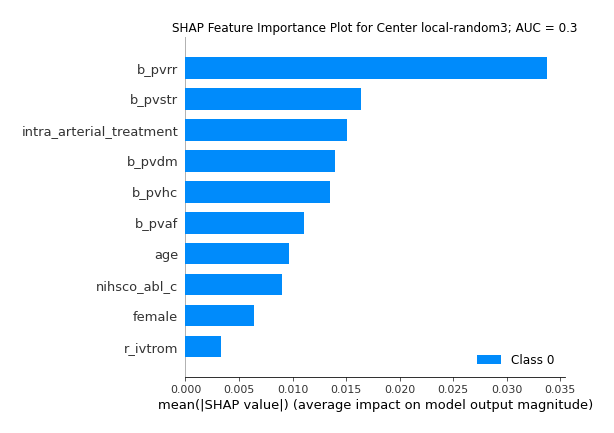 SHAP Feature Importance Plot for Center local-random3; AUC = 0.3
b_pvrr
b_pvstr
intra_arterial_treatment
b_pvdm
b_pvhc
b_pvaf
age
nihsco_abl_c
female
r_ivtrom
Class 0
0.000 0.005 0.010 0.015 0.020 0.025 0.030 0.035
mean(|SHAP value|) (average impact on model output magnitude)